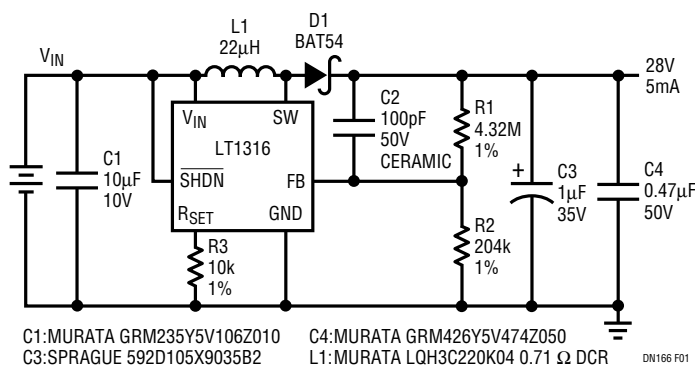 L1
22µH
D1
BAT54
VIN
28V
5mA
VIN
SW
LT1316
SHDN
FB
RSET
GND
C1
10µF
10V
C2
100pF
50V
CERAMIC
R1
4.32M
1%
+
C3
1µF
35V
C4
0.47µF
50V
R3
10k
1%
R2
204k
1%
C1:MURATA GRM235Y5V106Z010
C3:SPRAGUE 592D105X9035B2
C4:MURATA GRM426Y5V474Z050
L1:MURATA LQH3C220K04 0.71 Ω DCR
DN166 F01